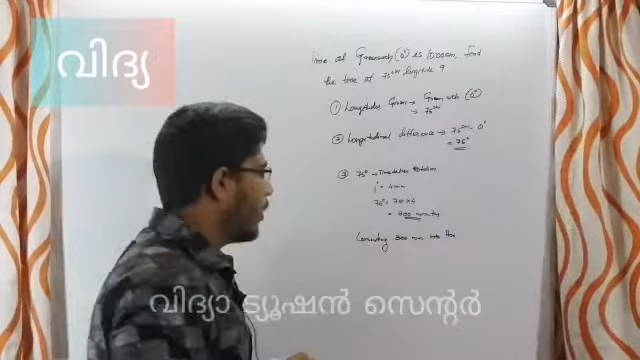 വിദ്യ
Time at Greenwich (0°) is 10:00am, find
the time at 75° longitude ?
① Longitudes Given → Greenwich (0°)
→ 75°
② Longitudinal difference → 75° - 0°
= 75°
③ 75° → Time taken Rotation
1° = 4min
75° = 75 x 4
= 300 minutes
വിദ്യാ ട്യൂഷൻ സെന്റർ
Converting 300 min into Hrs